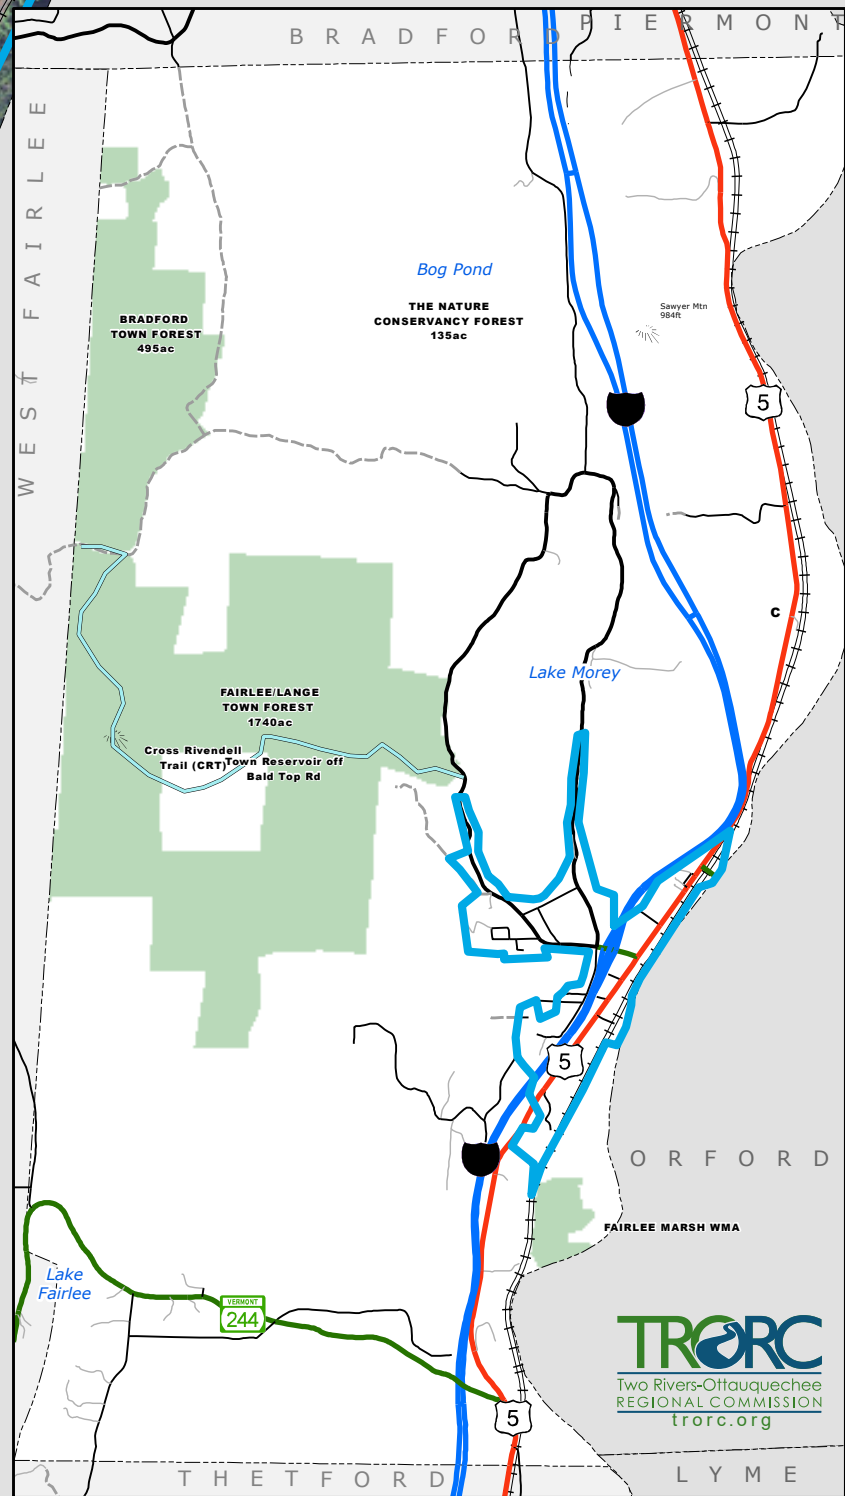 BRADFORD
PIERMONT
WEST FAIRLEE
Bog Pond
THE NATURE
CONSERVANCY FOREST
135ac
Sawyer Mtn
984ft
BRADFORD
TOWN FOREST
495ac
5
C
Lake Morey
FAIRLEE/LANGE
TOWN FOREST
1740ac
Cross Rivendell
Trail (CRT)
Town Reservoir off
Bald Top Rd
5
ORFORD
FAIRLEE MARSH WMA
Lake
Fairlee
VERMONT
244
TRORC
Two Rivers-Ottauquechee
REGIONAL COMMISSION
trorc.org
5
THETFORD
LYME